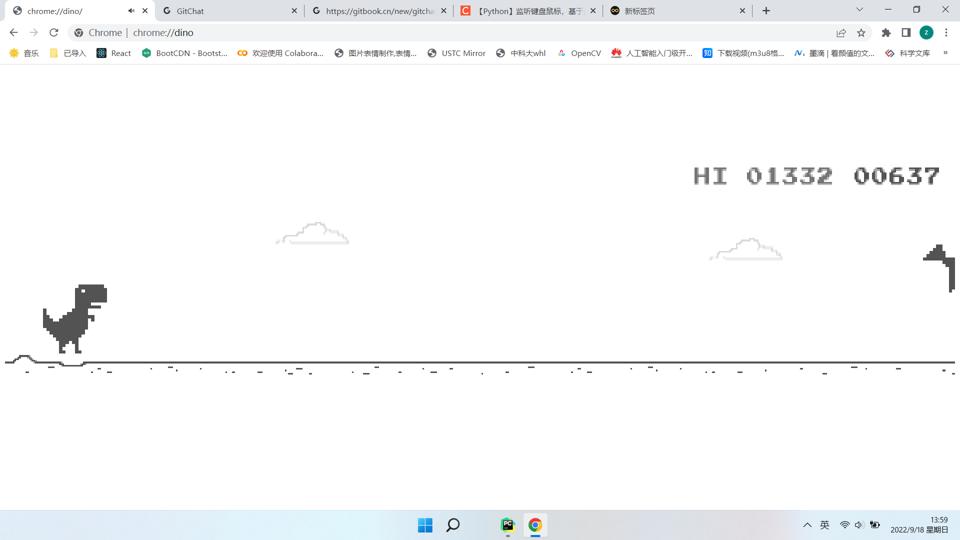 chrome://dino/
GitChat
https://gitbook.cn/new/gitcha
【Python】监听键盘鼠标，基于
新标签页
Chrome | chrome://dino
音乐
已导入
React
BootCDN - Bootst...
欢迎使用 Colabora...
图片表情制作,表情...
USTC Mirror
中科大whl
OpenCV
人工智能入门级开...
下载视频(m3u8格...
墨滴 | 看颜值的文...
科学文库
»
HI 01332 00637
英
13:59
2022/9/18 星期日